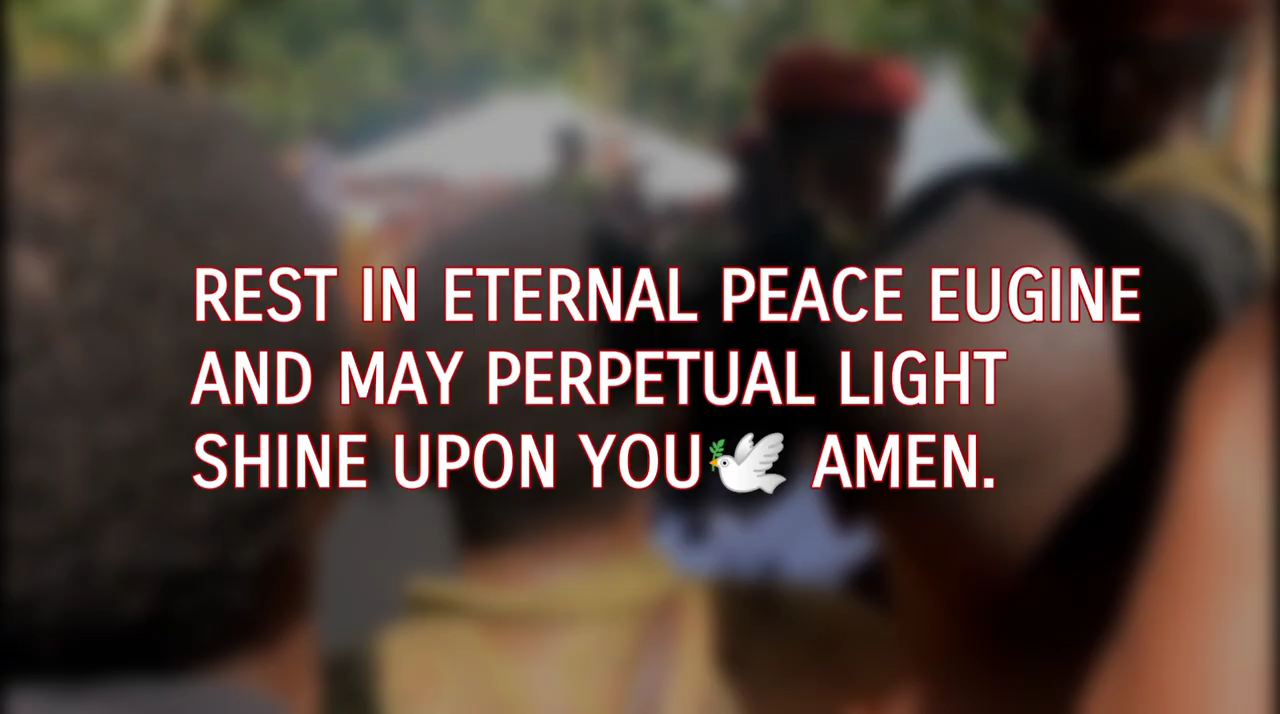 REST IN ETERNAL PEACE EUGINE
AND MAY PERPETUAL LIGHT
SHINE UPON YOU🕊️ AMEN.